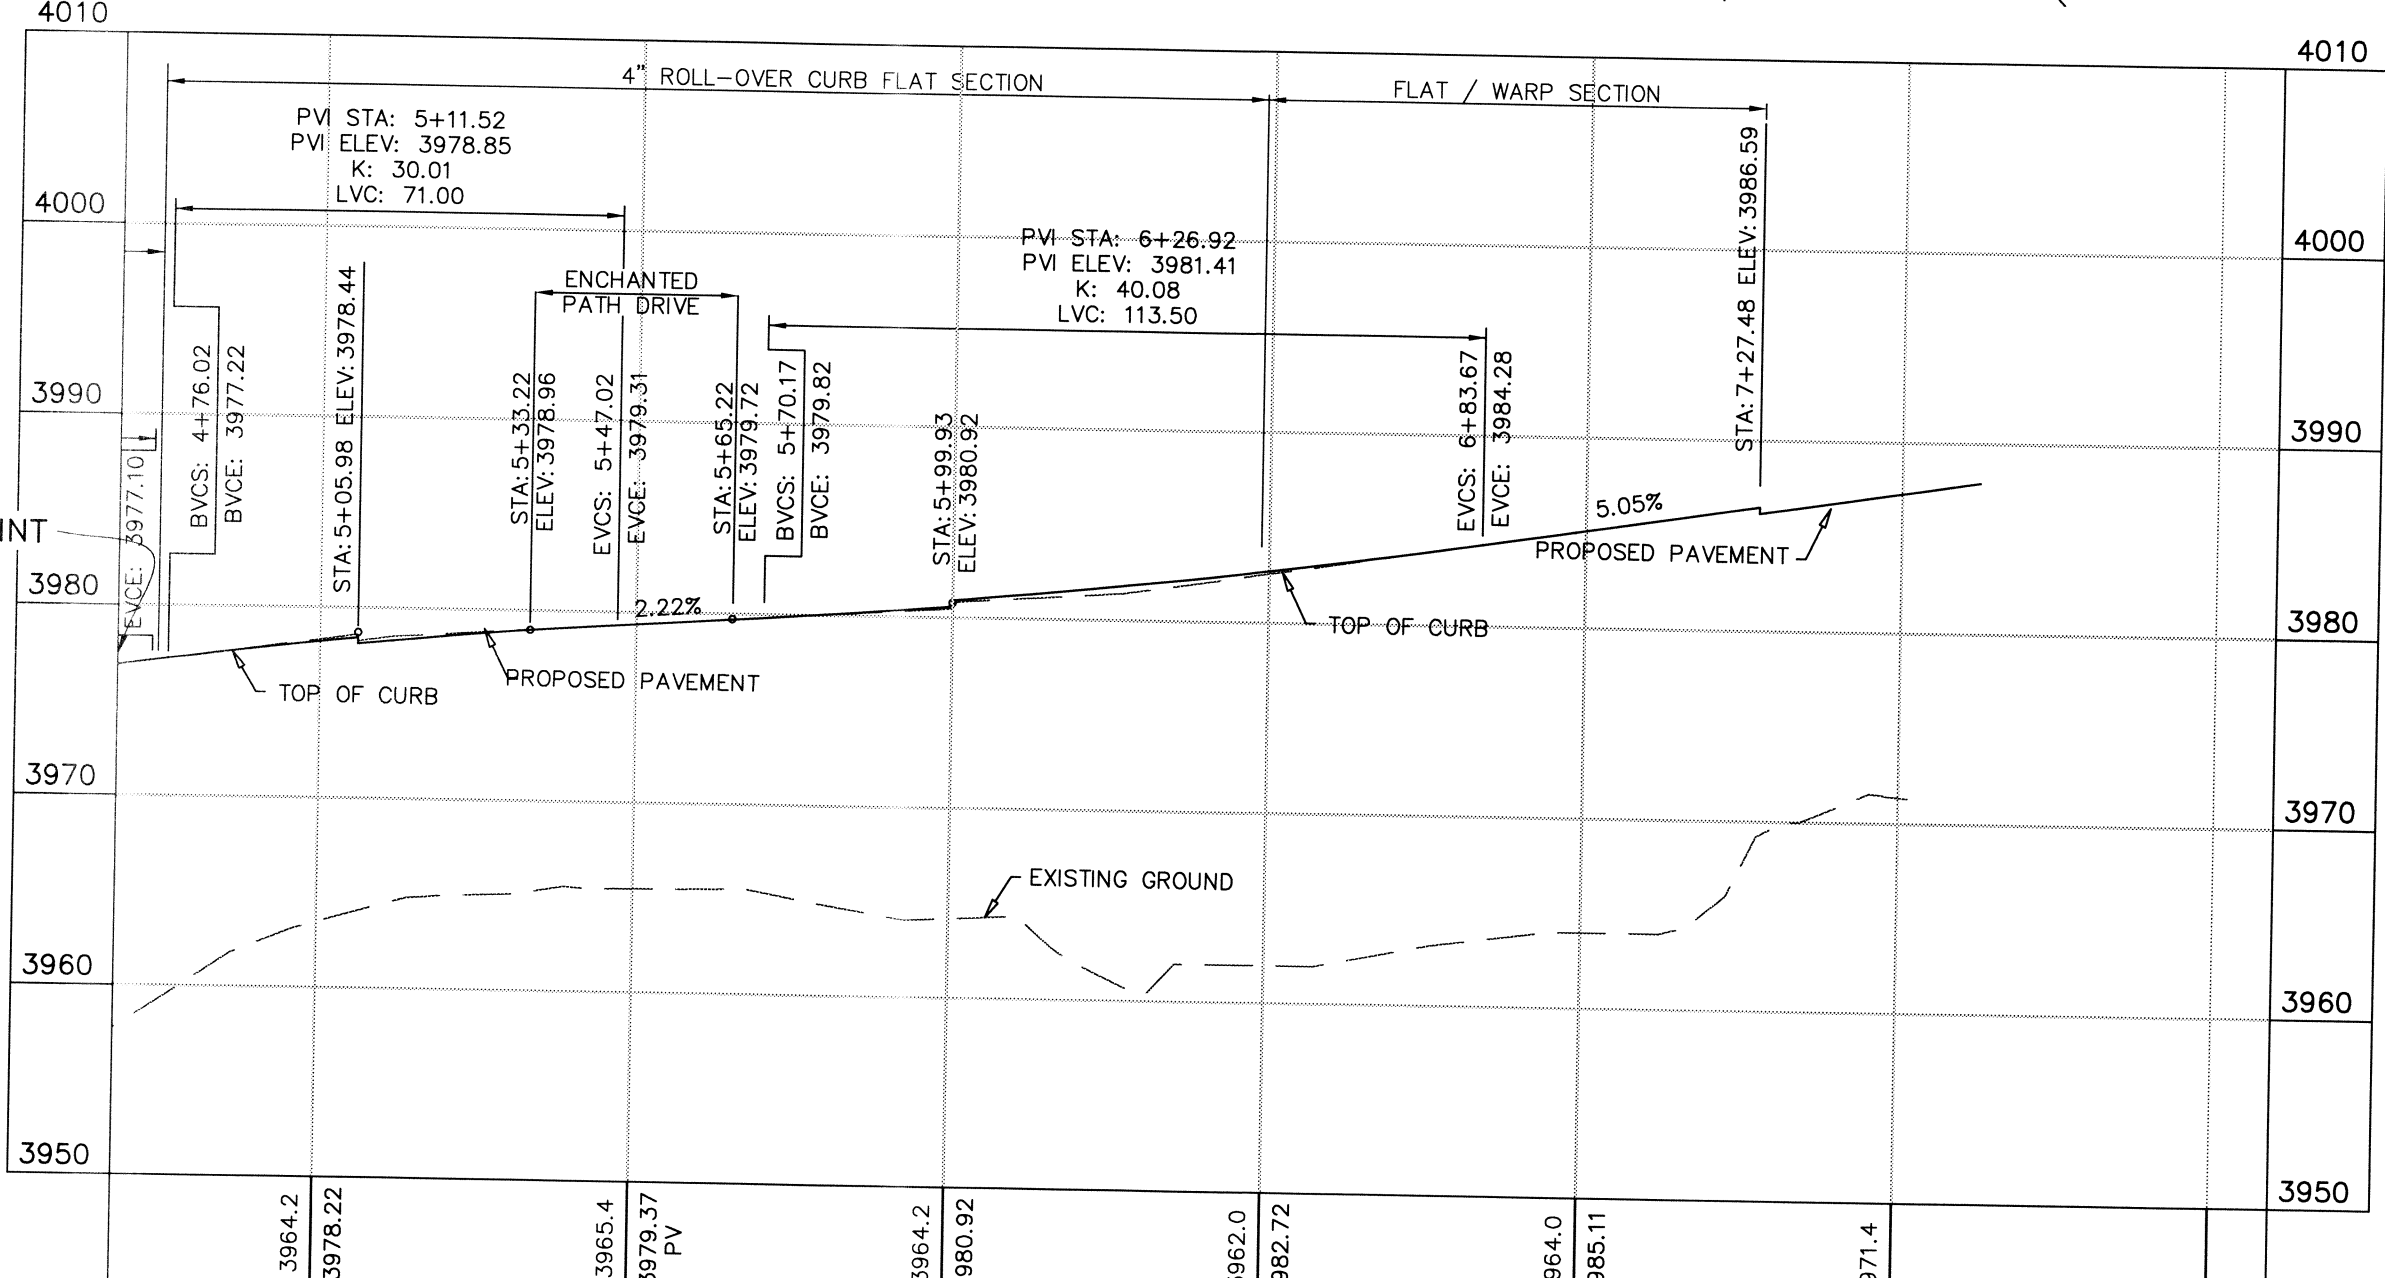 4010
4010
4" ROLL-OVER CURB FLAT SECTION
FLAT / WARP SECTION
PVI STA: 5+11.52
PVI ELEV: 3978.85
K: 30.01
LVC: 71.00
4000
4000
PVI STA: 6+26.92
PVI ELEV: 3981.41
K: 40.08
LVC: 113.50
ENCHANTED
PATH DRIVE
3990
3990
EVCE: 3977.10
BVCS: 4+76.02
BVCE: 3977.22
STA: 5+05.98 ELEV: 3978.44
STA: 5+33.22
ELEV: 3978.96
EVCS: 5+47.02
EVCE: 3979.31
STA: 5+65.22
ELEV: 3979.72
BVCS: 5+70.17
BVCE: 3979.82
STA: 5+99.93
ELEV: 3980.92
EVCS: 6+83.67
EVCE: 3984.28
STA: 7+27.48 ELEV: 3986.59
INT
5.05%
PROPOSED PAVEMENT
3980
2.22%
TOP OF CURB
3980
PROPOSED PAVEMENT
TOP OF CURB
3970
3970
EXISTING GROUND
3960
3960
3950
3950
3964.2
3978.22
3965.4
3979.37
PV
3964.2
980.92
3962.0
982.72
964.0
985.11
971.4